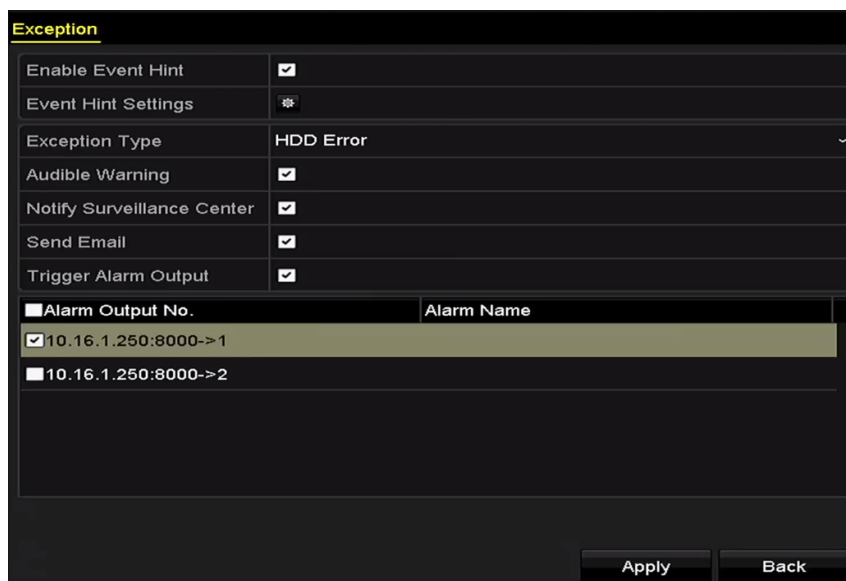 Exception
Enable Event Hint
Event Hint Settings
Exception Type HDD Error
Audible Warning
Notify Surveillance Center
Send Email
Trigger Alarm Output
Alarm Output No. Alarm Name
10.16.1.250:8000->1
10.16.1.250:8000->2
Apply Back